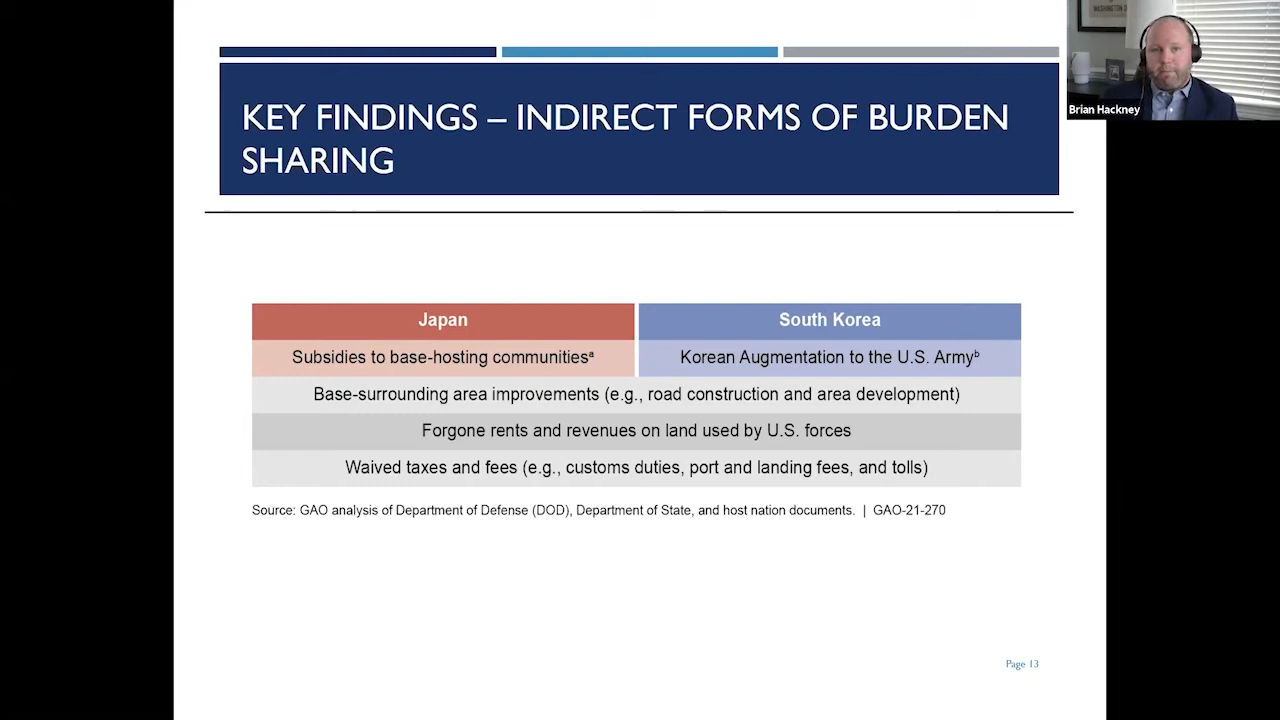 KEY FINDINGS – INDIRECT FORMS OF BURDEN
SHARING
Japan
South Korea
Subsidies to base-hosting communitiesᵃ
Korean Augmentation to the U.S. Armyᵇ
Base-surrounding area improvements (e.g., road construction and area development)
Forgone rents and revenues on land used by U.S. forces
Waived taxes and fees (e.g., customs duties, port and landing fees, and tolls)
Source: GAO analysis of Department of Defense (DOD), Department of State, and host nation documents. | GAO-21-270
Page 13
WASHINGTON
Brian Hackney